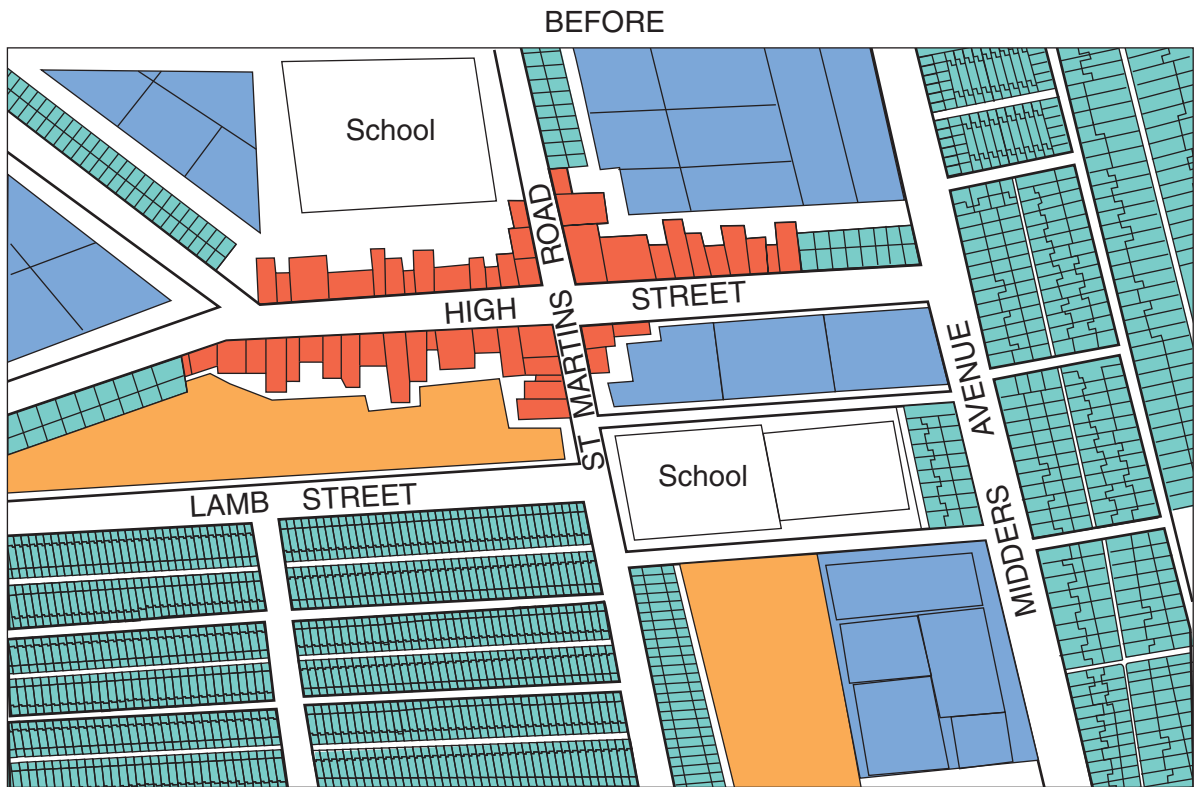 BEFORE
School
ST MARTINS ROAD
HIGH STREET
School
LAMB STREET
MIDDERS AVENUE